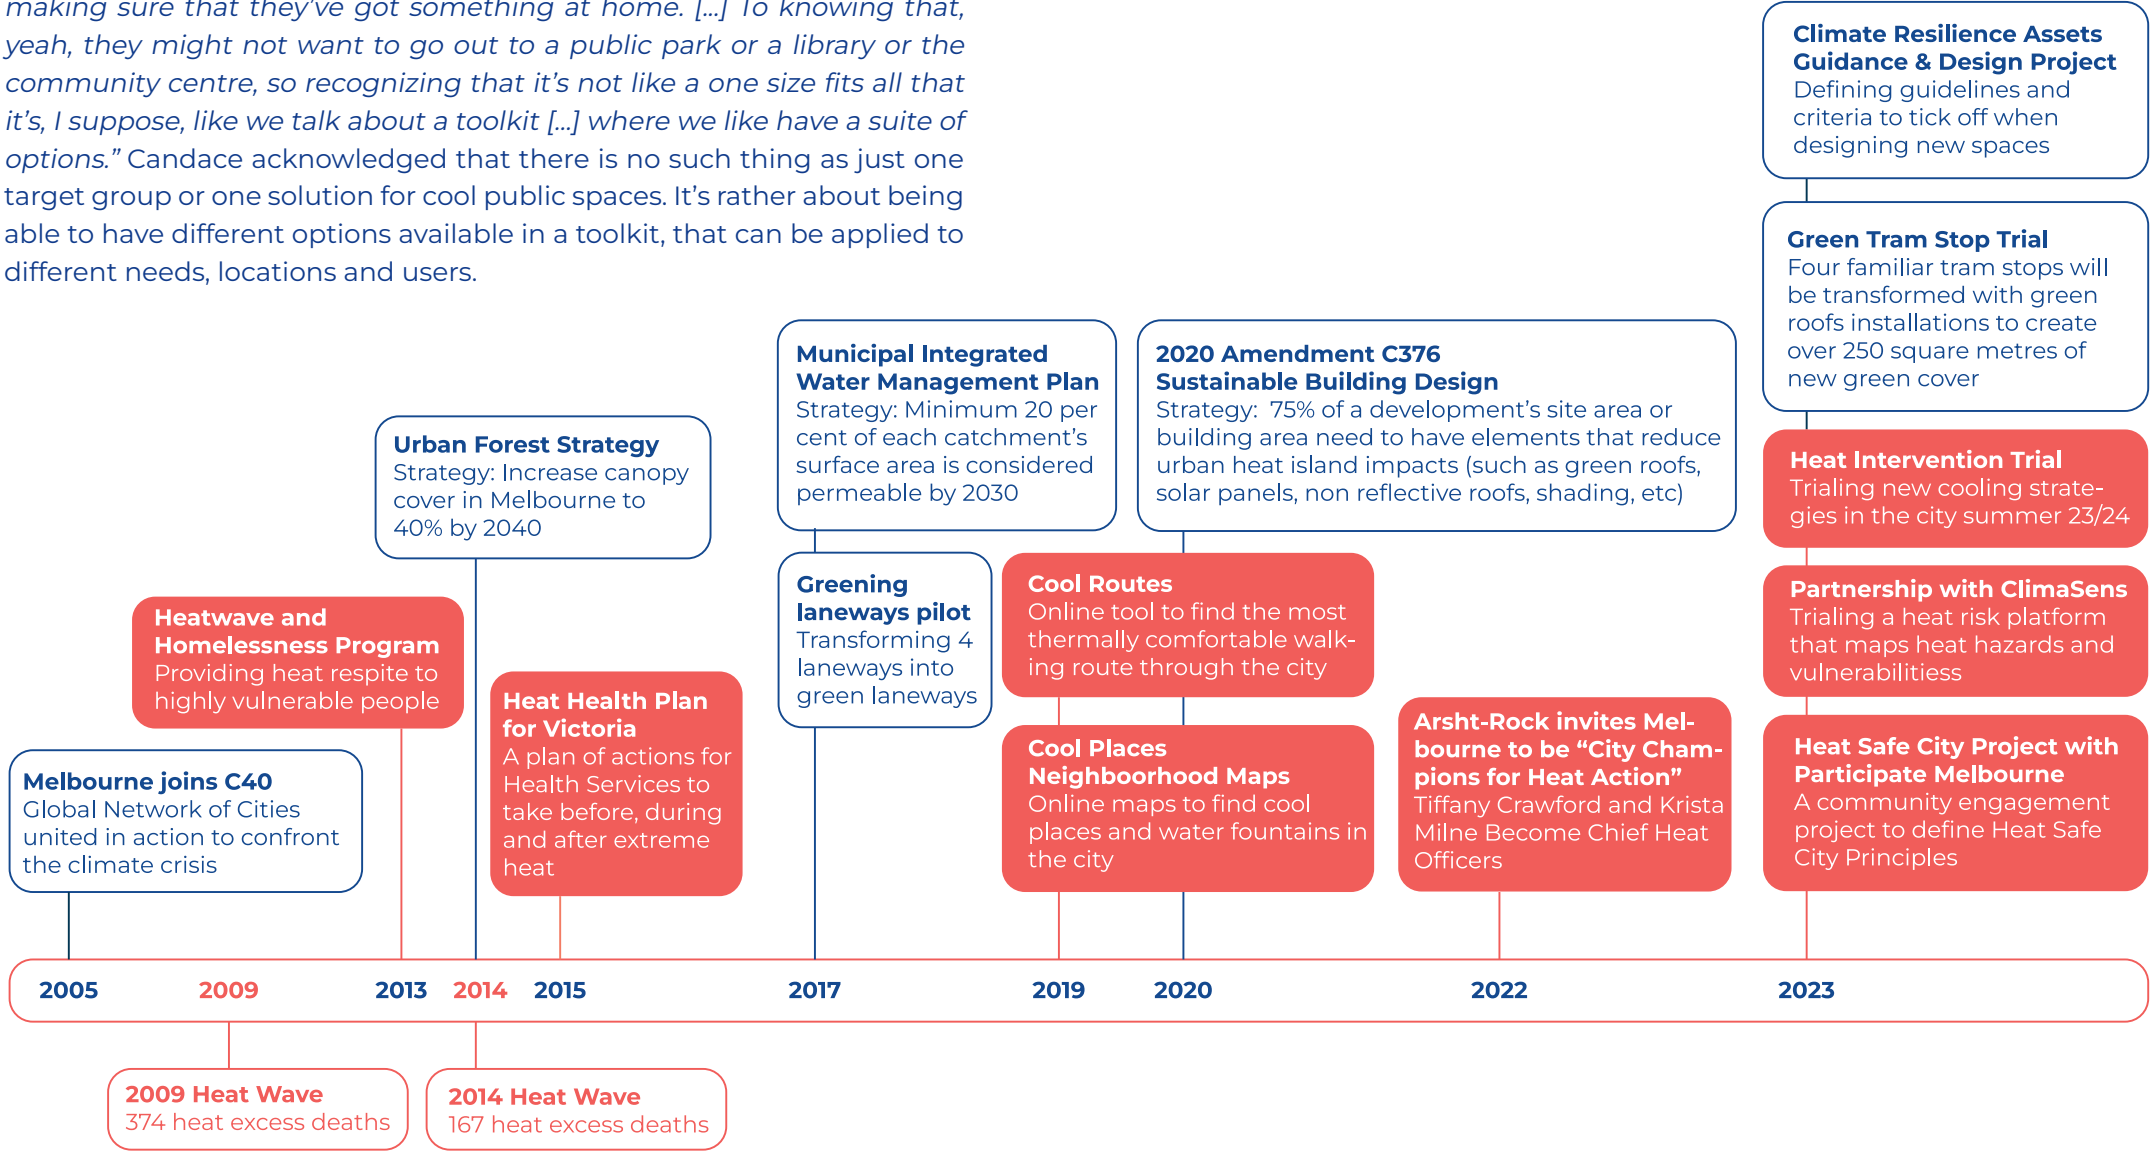 making sure that they've got something at home. [...] To knowing that,
yeah, they might not want to go out to a public park or a library or the
community centre, so recognizing that it's not like a one size fits all that
it's, I suppose, like we talk about a toolkit [...] where we like have a suite of
options.” Candace acknowledged that there is no such thing as just one
target group or one solution for cool public spaces. It's rather about being
able to have different options available in a toolkit, that can be applied to
different needs, locations and users.
Climate Resilience Assets
Guidance & Design Project
Defining guidelines and
criteria to tick off when
designing new spaces
Green Tram Stop Trial
Four familiar tram stops will
be transformed with green
roofs installations to create
over 250 square metres of
new green cover
Municipal Integrated
Water Management Plan
Strategy: Minimum 20 per
cent of each catchment's
surface area is considered
permeable by 2030
2020 Amendment C376
Sustainable Building Design
Strategy:  75% of a development's site area or
building area need to have elements that reduce
urban heat island impacts (such as green roofs,
solar panels, non reflective roofs, shading, etc)
Urban Forest Strategy
Strategy: Increase canopy
cover in Melbourne to
40% by 2040
Heat Intervention Trial
Trialing new cooling strate-
gies in the city summer 23/24
Greening
laneways pilot
Transforming 4
laneways into
green laneways
Cool Routes
Online tool to find the most
thermally comfortable walk-
ing route through the city
Partnership with ClimaSens
Trialing a heat risk platform
that maps heat hazards and
vulnerabilitiess
Heatwave and
Homelessness Program
Providing heat respite to
highly vulnerable people
Heat Health Plan
for Victoria
A plan of actions for
Health Services to
take before, during
and after extreme
heat
Arsht-Rock invites Mel-
bourne to be “City Cham-
pions for Heat Action”
Tiffany Crawford and Krista
Milne Become Chief Heat
Officers
Heat Safe City Project with
Participate Melbourne
A community engagement
project to define Heat Safe
City Principles
Cool Places
Neighboorhood Maps
Online maps to find cool
places and water fountains in
the city
Melbourne joins C40
Global Network of Cities
united in action to confront
the climate crisis
2005 2009 2013 2014 2015 2017 2019 2020 2022 2023
2009 Heat Wave
374 heat excess deaths
2014 Heat Wave
167 heat excess deaths